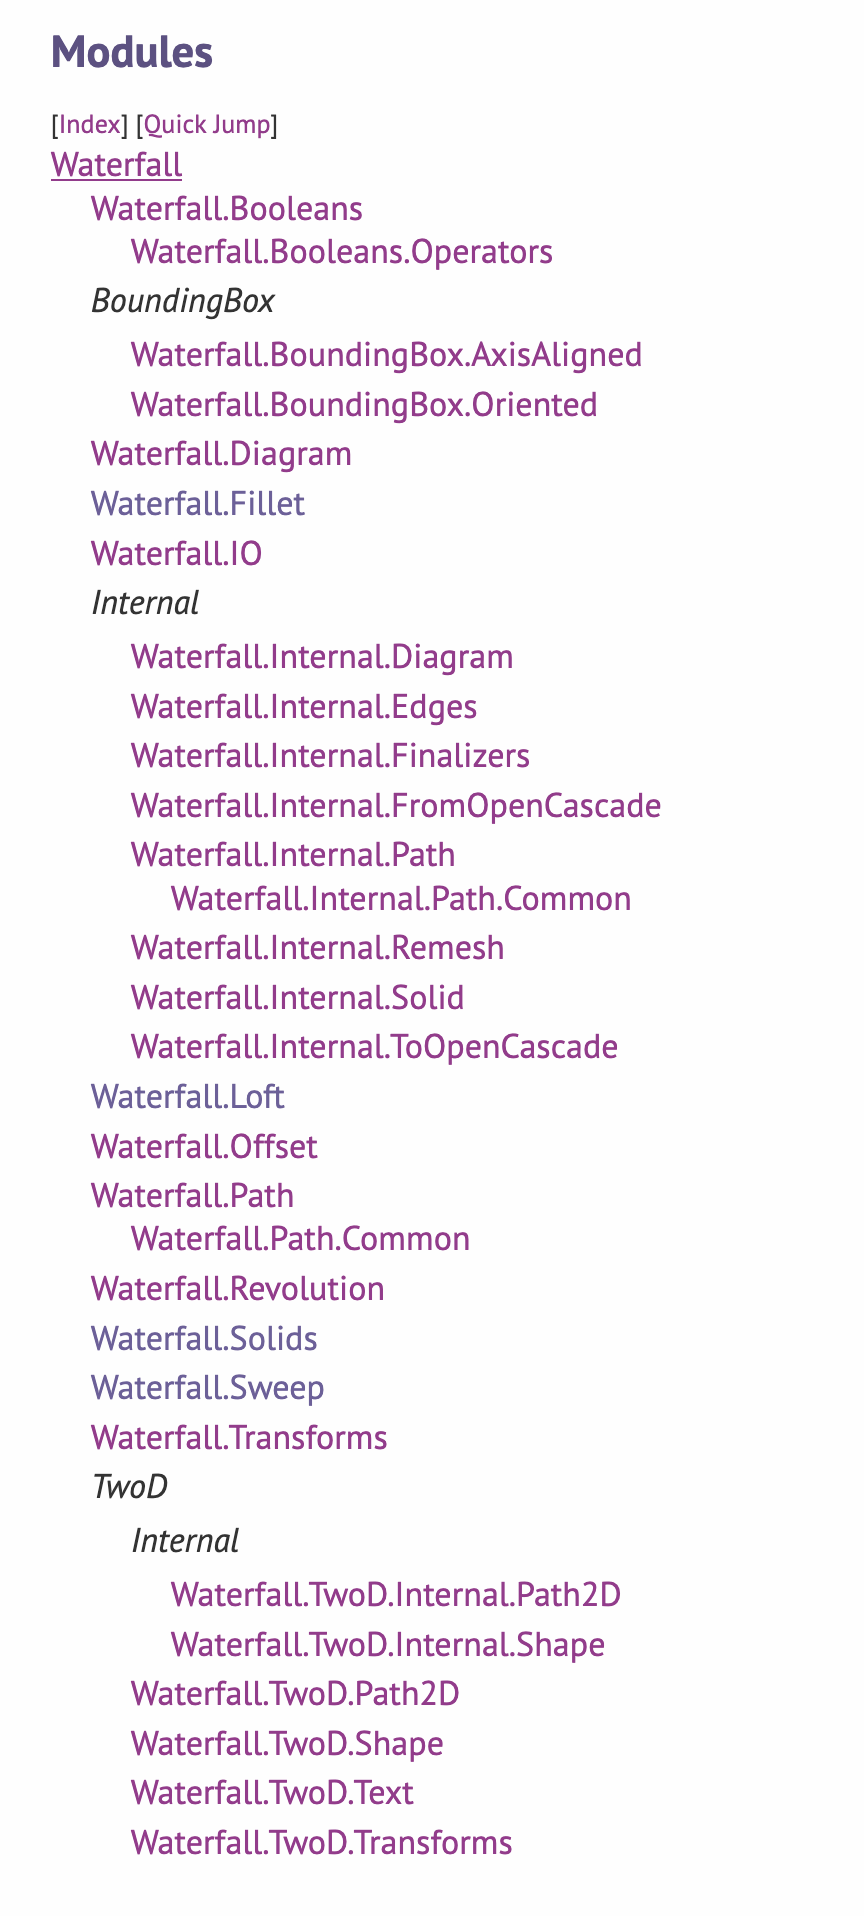 Modules
[Index] [Quick Jump]
Waterfall
Waterfall.Booleans
Waterfall.Booleans.Operators
BoundingBox
Waterfall.BoundingBox.AxisAligned
Waterfall.BoundingBox.Oriented
Waterfall.Diagram
Waterfall.Fillet
Waterfall.IO
Internal
Waterfall.Internal.Diagram
Waterfall.Internal.Edges
Waterfall.Internal.Finalizers
Waterfall.Internal.FromOpenCascade
Waterfall.Internal.Path
Waterfall.Internal.Path.Common
Waterfall.Internal.Remesh
Waterfall.Internal.Solid
Waterfall.Internal.ToOpenCascade
Waterfall.Loft
Waterfall.Offset
Waterfall.Path
Waterfall.Path.Common
Waterfall.Revolution
Waterfall.Solids
Waterfall.Sweep
Waterfall.Transforms
TwoD
Internal
Waterfall.TwoD.Internal.Path2D
Waterfall.TwoD.Internal.Shape
Waterfall.TwoD.Path2D
Waterfall.TwoD.Shape
Waterfall.TwoD.Text
Waterfall.TwoD.Transforms